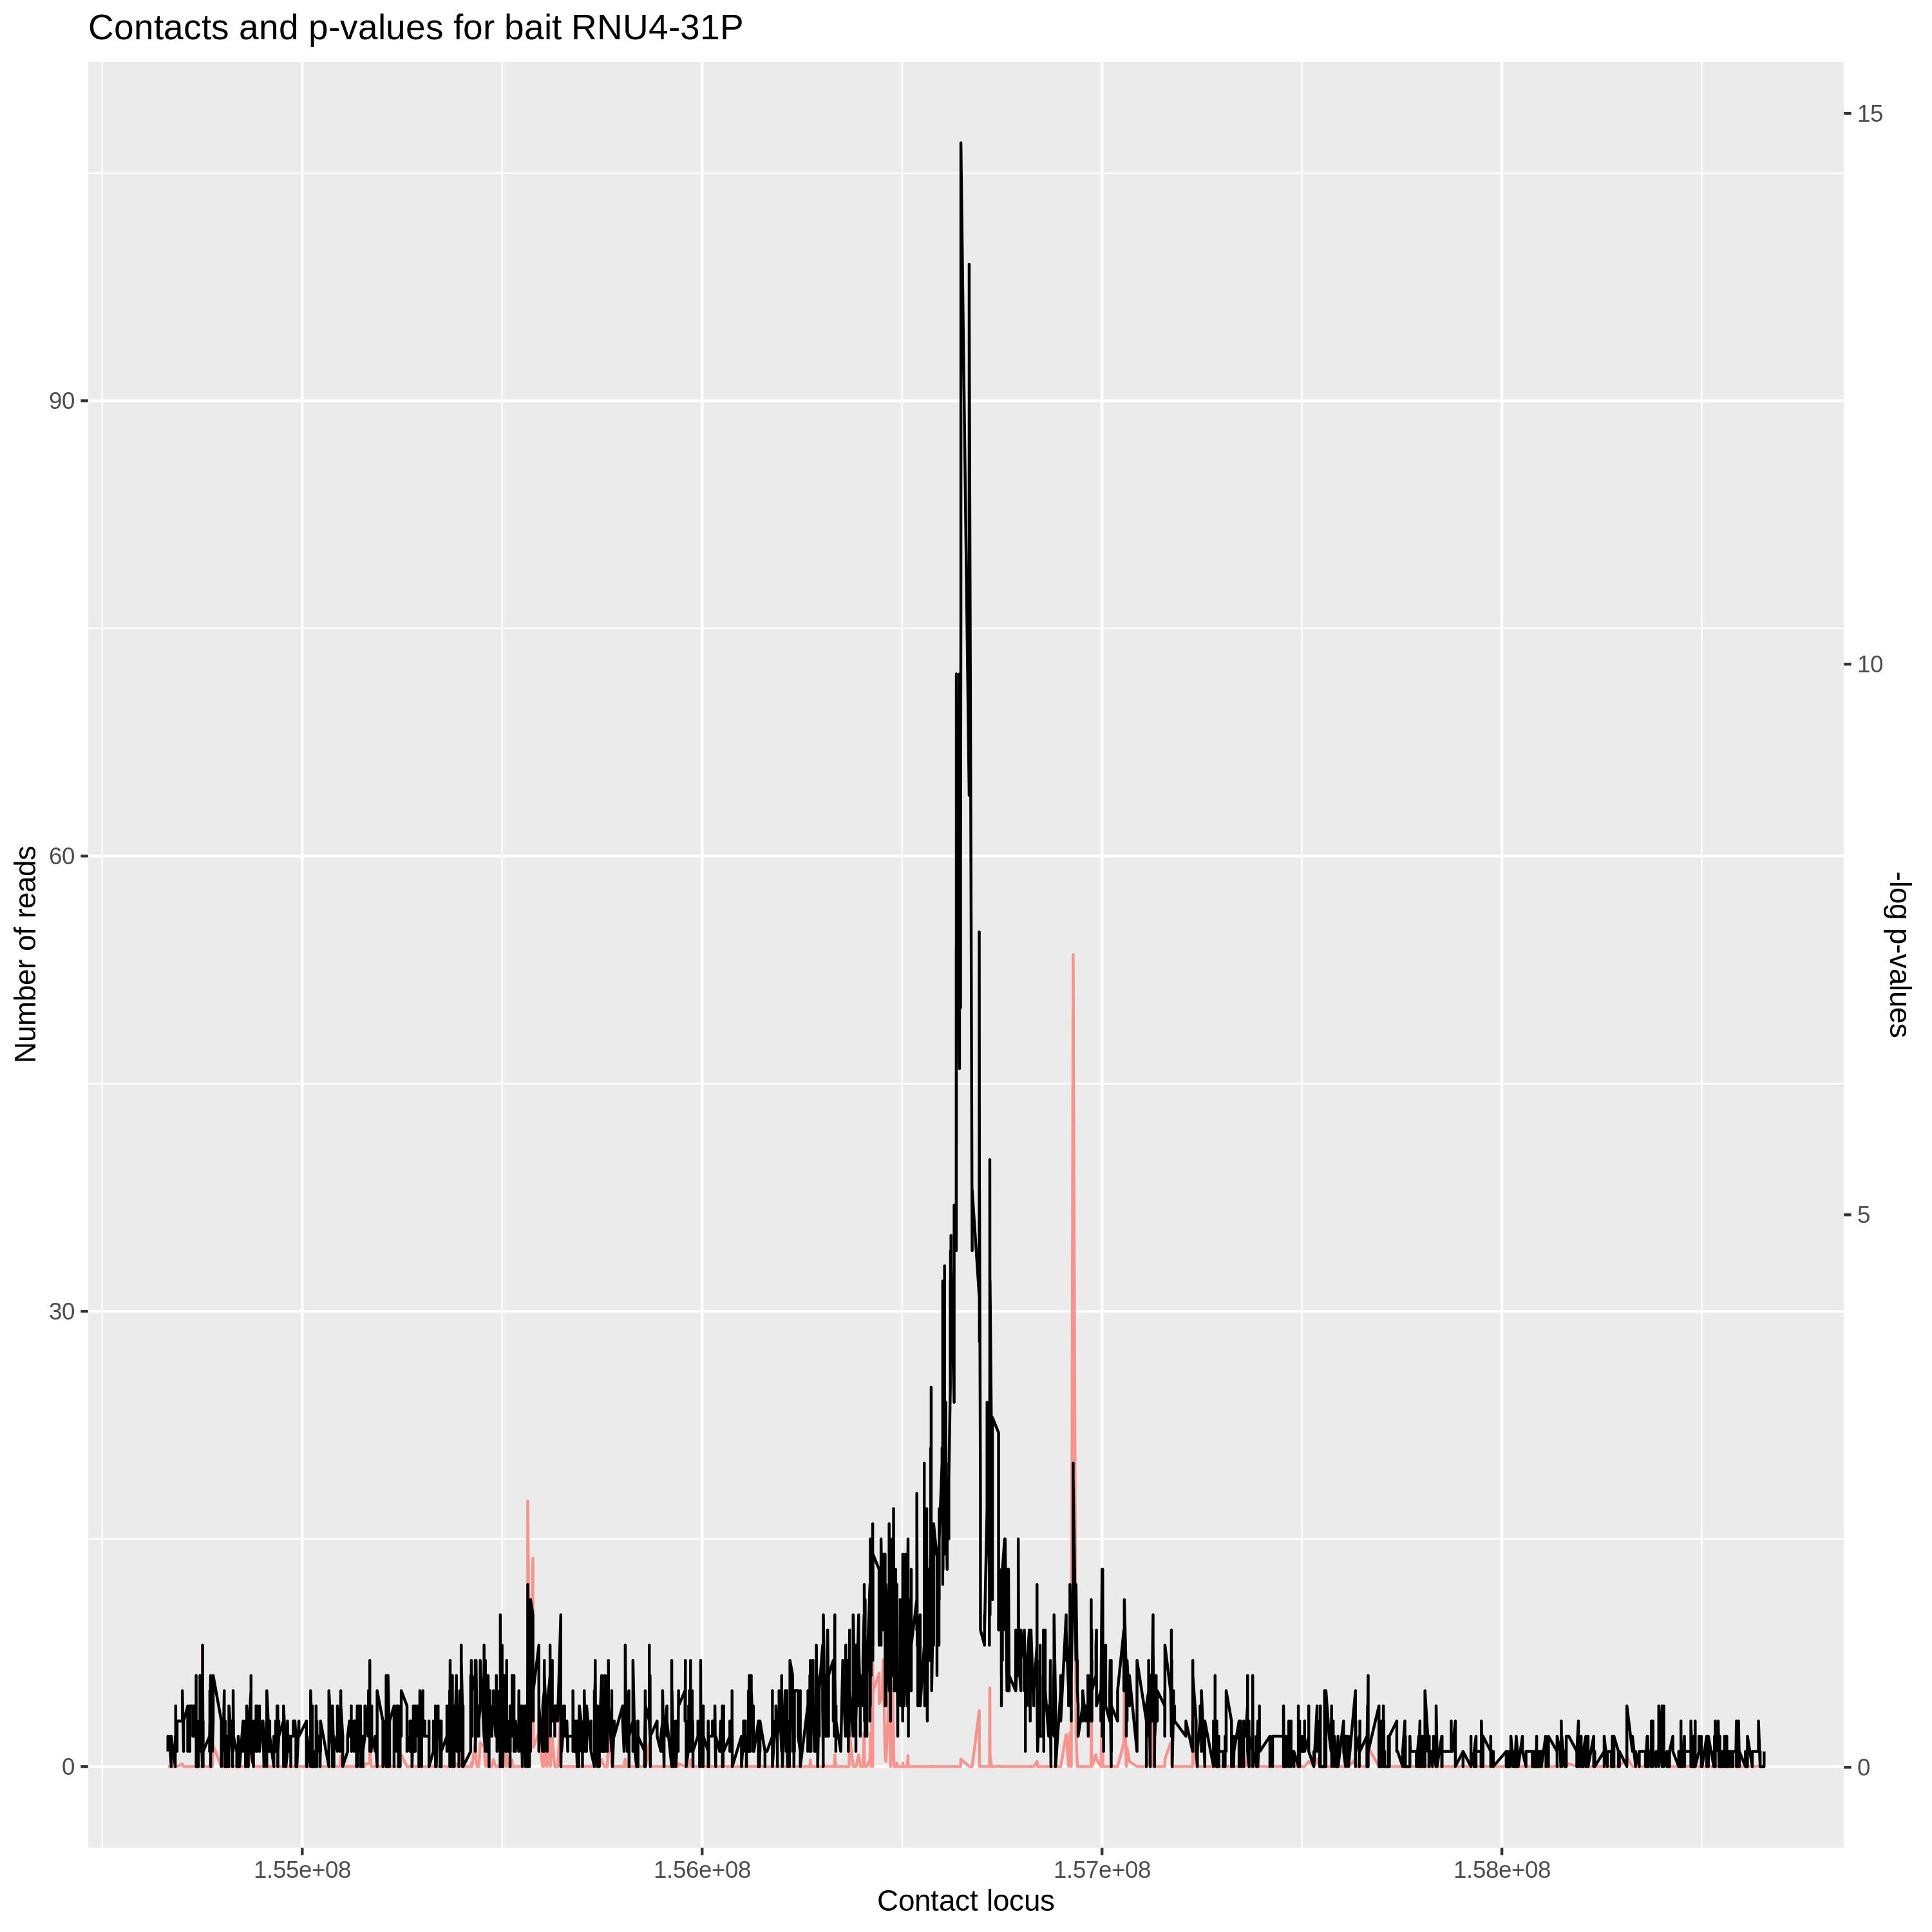 Contacts and p-values for bait RNU4-31P
Number of reads
90
60
30
0
15
10
5
0
-log p-values
1.55e+08
1.56e+08
1.57e+08
1.58e+08
Contact locus